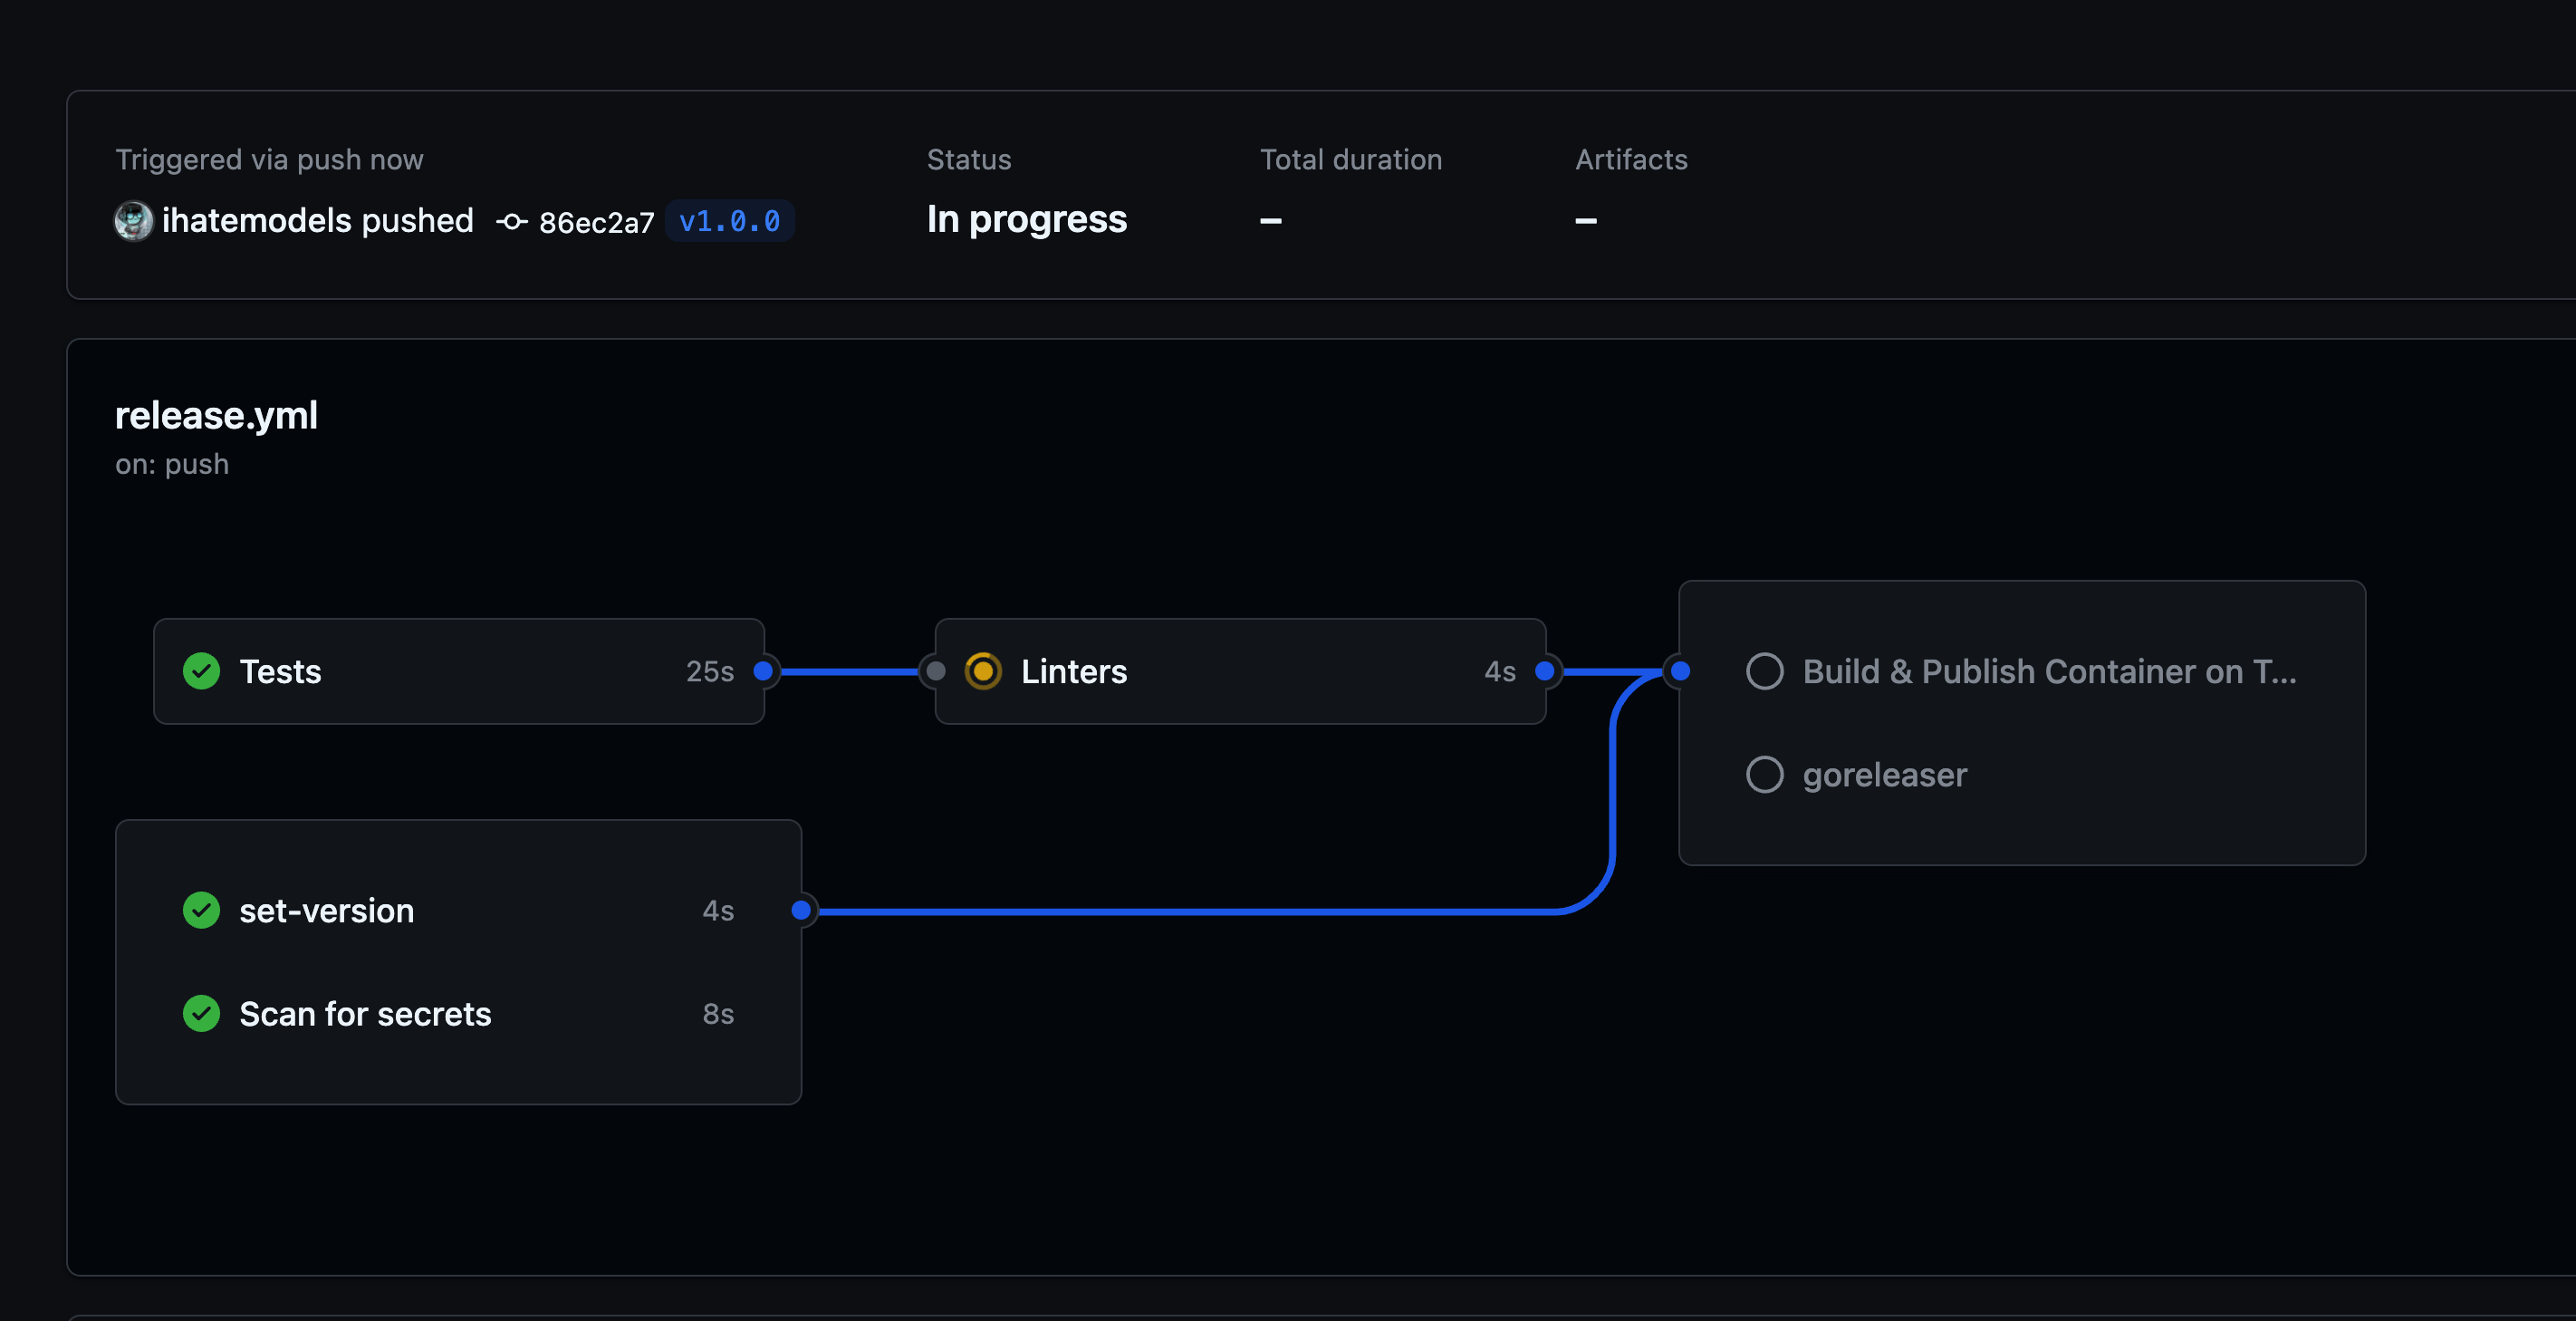 Triggered via push now
ihatemodels pushed 86ec2a7 v1.0.0
Status
In progress
Total duration
–
Artifacts
–
release.yml
on: push
Tests 25s
Linters 4s
Build & Publish Container on T...
goreleaser
set-version 4s
Scan for secrets 8s